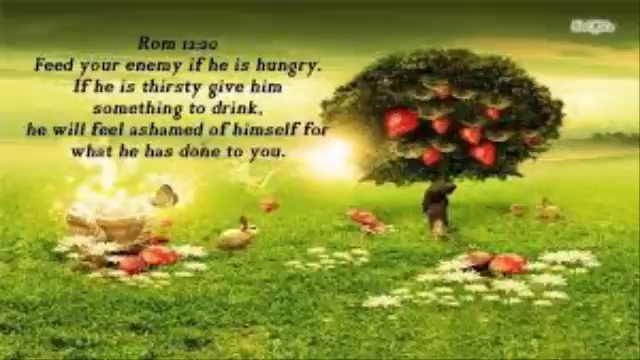 Rom 12:20
Feed your enemy if he is hungry.
If he is thirsty give him
something to drink,
he will feel ashamed of himself for
what he has done to you.